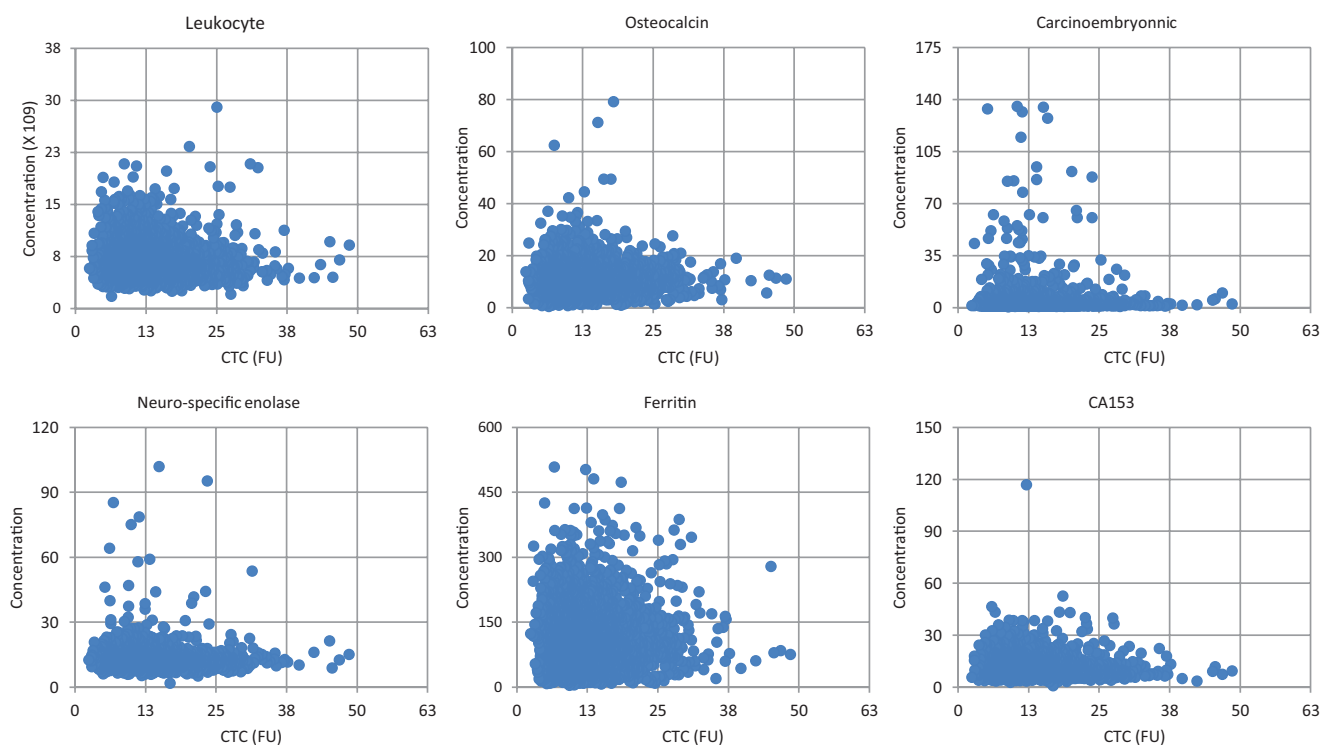 Leukocyte
38
30
23
15
8
0
Concentration (X 109)
0 13 25 38 50 63
CTC (FU)
Osteocalcin
100
80
60
40
20
0
Concentration
0 13 25 38 50 63
CTC (FU)
Carcinoembryonnic
175
140
105
70
35
0
Concentration
0 13 25 38 50 63
CTC (FU)
Neuro-specific enolase
120
90
60
30
0
Concentration
0 13 25 38 50 63
CTC (FU)
Ferritin
600
450
300
150
0
Concentration
0 13 25 38 50 63
CTC (FU)
CA153
150
120
90
60
30
0
Concentration
0 13 25 38 50 63
CTC (FU)